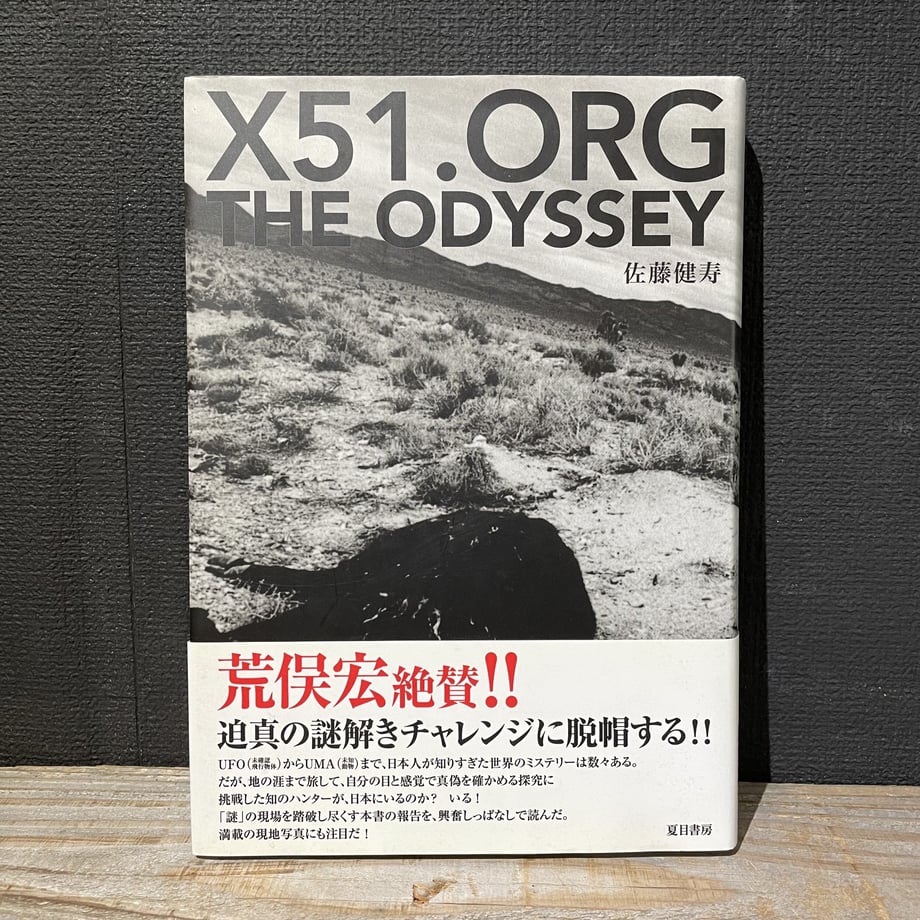 X51.ORG
THE ODYSSEY
佐藤健寿
荒俣宏絶賛!!
迫真の謎解きチャレンジに脱帽する!!
UFO(未確認飛行物体)からUMA(未知動物)まで、日本人が知りすぎた世界のミステリーは数々ある。
だが、地の涯まで旅して、自分の目と感覚で真偽を確かめる探究に
挑戦した知のハンターが、日本にいるのか? いる!
「謎」の現場を踏破し尽くす本書の報告を、興奮しっぱなしで読んだ。
満載の現地写真にも注目だ!
夏目書房